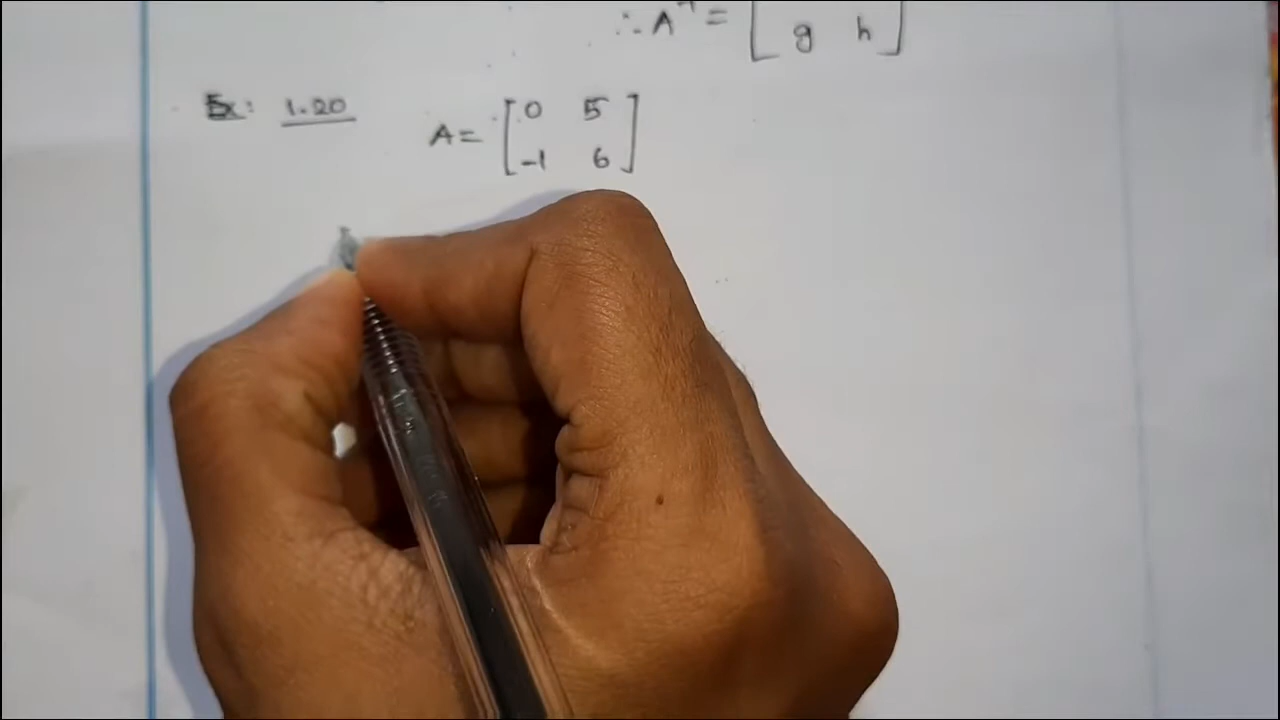 ∴ A⁻¹ = [ g h ]
Ex: 1.20
A = [ 0 5
-1 6 ]